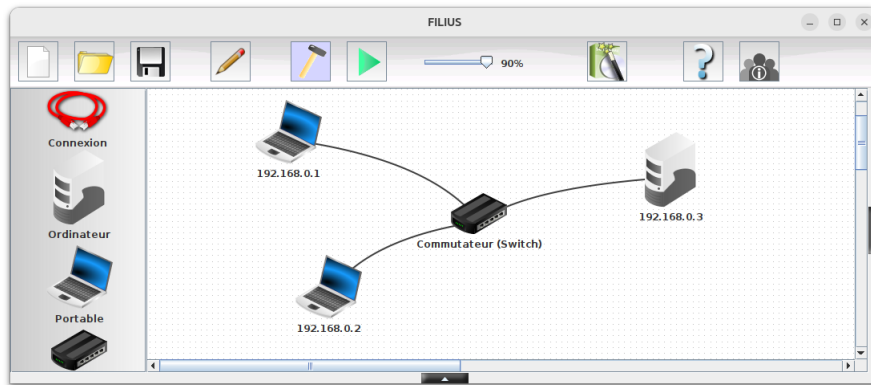 FILIUS
90%
Connexion
Ordinateur
Portable
192.168.0.1
192.168.0.3
Commutateur (Switch)
192.168.0.2